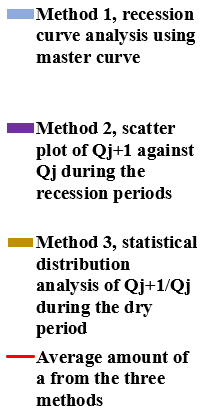 Method 1, recession
curve analysis using
master curve
Method 2, scatter
plot of Qj+1 against
Qj during the
recession periods
Method 3, statistical
distribution
analysis of Qj+1/Qj
during the dry
period
Average amount of
a from the three
methods